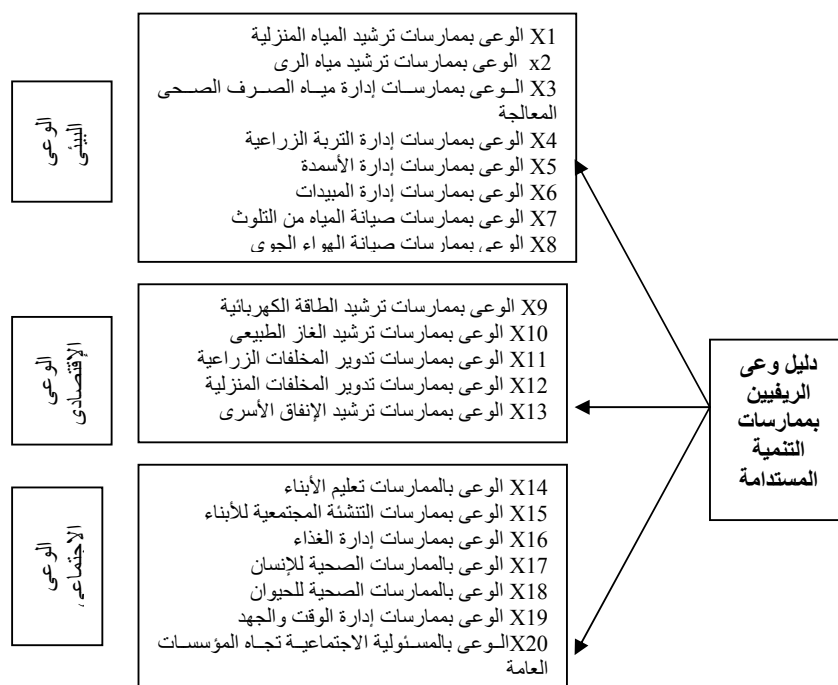 X1 الوعى بممارسات ترشيد المياه المنزلية
x2 الوعى بممارسات ترشيد مياه الرى
X3 الوعى بممارسات إدارة مياه الصرف الصحى
المعالجة
X4 الوعى بممارسات إدارة التربة الزراعية
X5 الوعى بممارسات إدارة الأسمدة
X6 الوعى بممارسات إدارة المبيدات
X7 الوعى بممارسات صيانة المياه من التلوث
X8 الوعى بممارسات صيانة الهواء الجوى
الوعى
البيئى
X9 الوعى بممارسات ترشيد الطاقة الكهربائية
X10 الوعى بممارسات ترشيد الغاز الطبيعى
X11 الوعى بممارسات تدوير المخلفات الزراعية
X12 الوعى بممارسات تدوير المخلفات المنزلية
X13 الوعى بممارسات ترشيد الإنفاق الأسرى
الوعى
الإقتصادى
دليل وعى
الريفيين
بممارسات
التنمية
المستدامة
X14 الوعى بالممارسات تعليم الأبناء
X15 الوعى بممارسات التنشئة المجتمعية للأبناء
X16 الوعى بممارسات إدارة الغذاء
X17 الوعى بالممارسات الصحية للإنسان
X18 الوعى بالممارسات الصحية للحيوان
X19 الوعى بممارسات إدارة الوقت والجهد
X20الوعى بالمسئولية الاجتماعية تجاه المؤسسات
العامة
الوعى
الاجتماعى